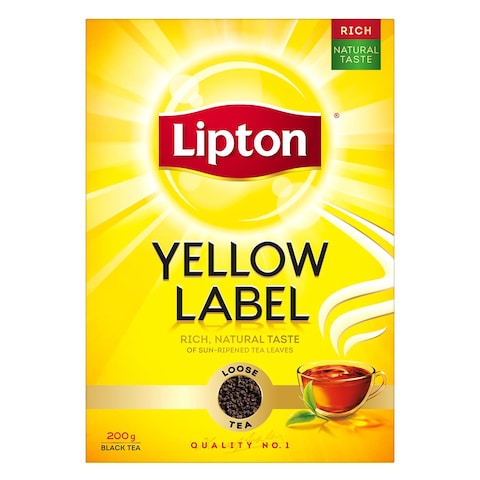 RICH
NATURAL
TASTE
Lipton
®
YELLOW
LABEL
RICH, NATURAL TASTE
OF SUN-RIPENED TEA LEAVES
LOOSE
TEA
200g
BLACK TEA
QUALITY NO.1